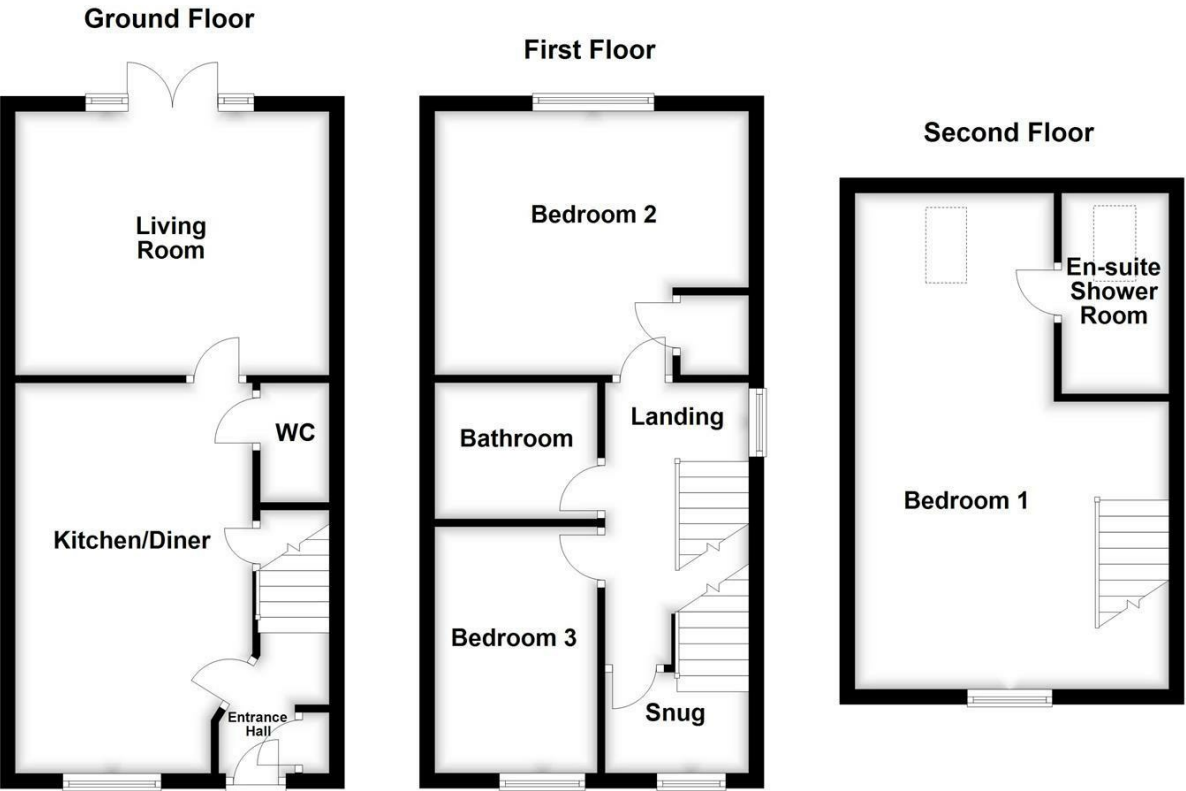 Ground Floor
Living
Room
WC
Kitchen/Diner
Entrance
Hall
First Floor
Bedroom 2
Landing
Bathroom
Bedroom 3
Snug
Second Floor
En-suite
Shower
Room
Bedroom 1